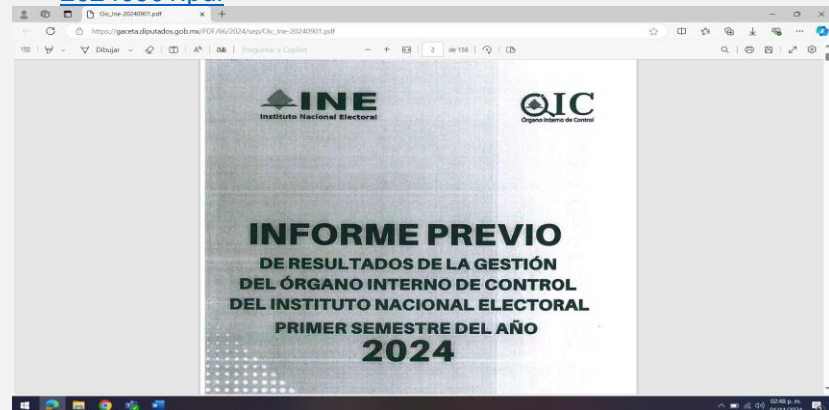 Oic_Ine-20240901.pdf
https://gaceta.diputados.gob.mx/PDF/66/2024/sep/Oic_Ine-20240901.pdf
Dibujar
Preguntar a Copilot
2 de 158
INE
Instituto Nacional Electoral
OIC
Órgano Interno de Control
INFORME PREVIO
DE RESULTADOS DE LA GESTIÓN
DEL ÓRGANO INTERNO DE CONTROL
DEL INSTITUTO NACIONAL ELECTORAL
PRIMER SEMESTRE DEL AÑO
2024
02:48 p. m.